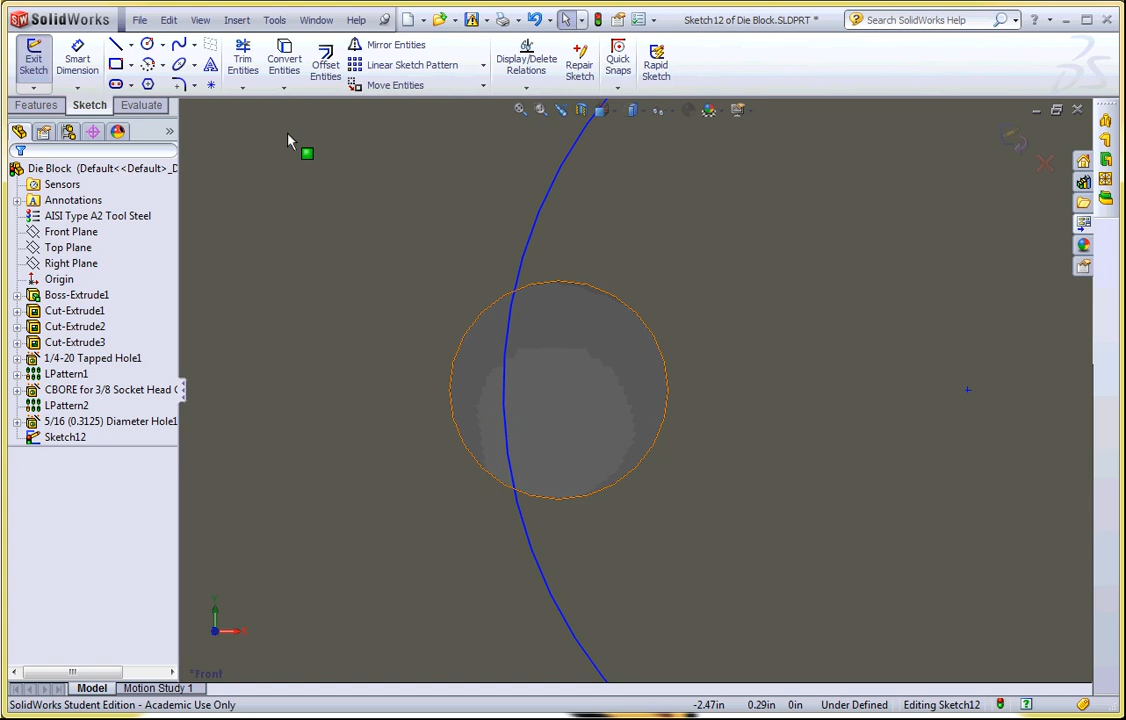 SolidWorks File Edit View Insert Tools Window Help Sketch12 of Die Block.SLDPRT * Search SolidWorks Help
Exit Sketch
Smart Dimension
Trim Entities
Convert Entities
Offset Entities
Mirror Entities
Linear Sketch Pattern
Move Entities
Display/Delete Relations
Repair Sketch
Quick Snaps
Rapid Sketch
Features Sketch Evaluate
Die Block (Default<<Default>_D
Sensors
Annotations
AISI Type A2 Tool Steel
Front Plane
Top Plane
Right Plane
Origin
Boss-Extrude1
Cut-Extrude1
Cut-Extrude2
Cut-Extrude3
1/4-20 Tapped Hole1
LPattern1
CBORE for 3/8 Socket Head C
LPattern2
5/16 (0.3125) Diameter Hole1
Sketch12
*Front
Model Motion Study 1
SolidWorks Student Edition - Academic Use Only -2.47in 0.29in 0in Under Defined Editing Sketch12